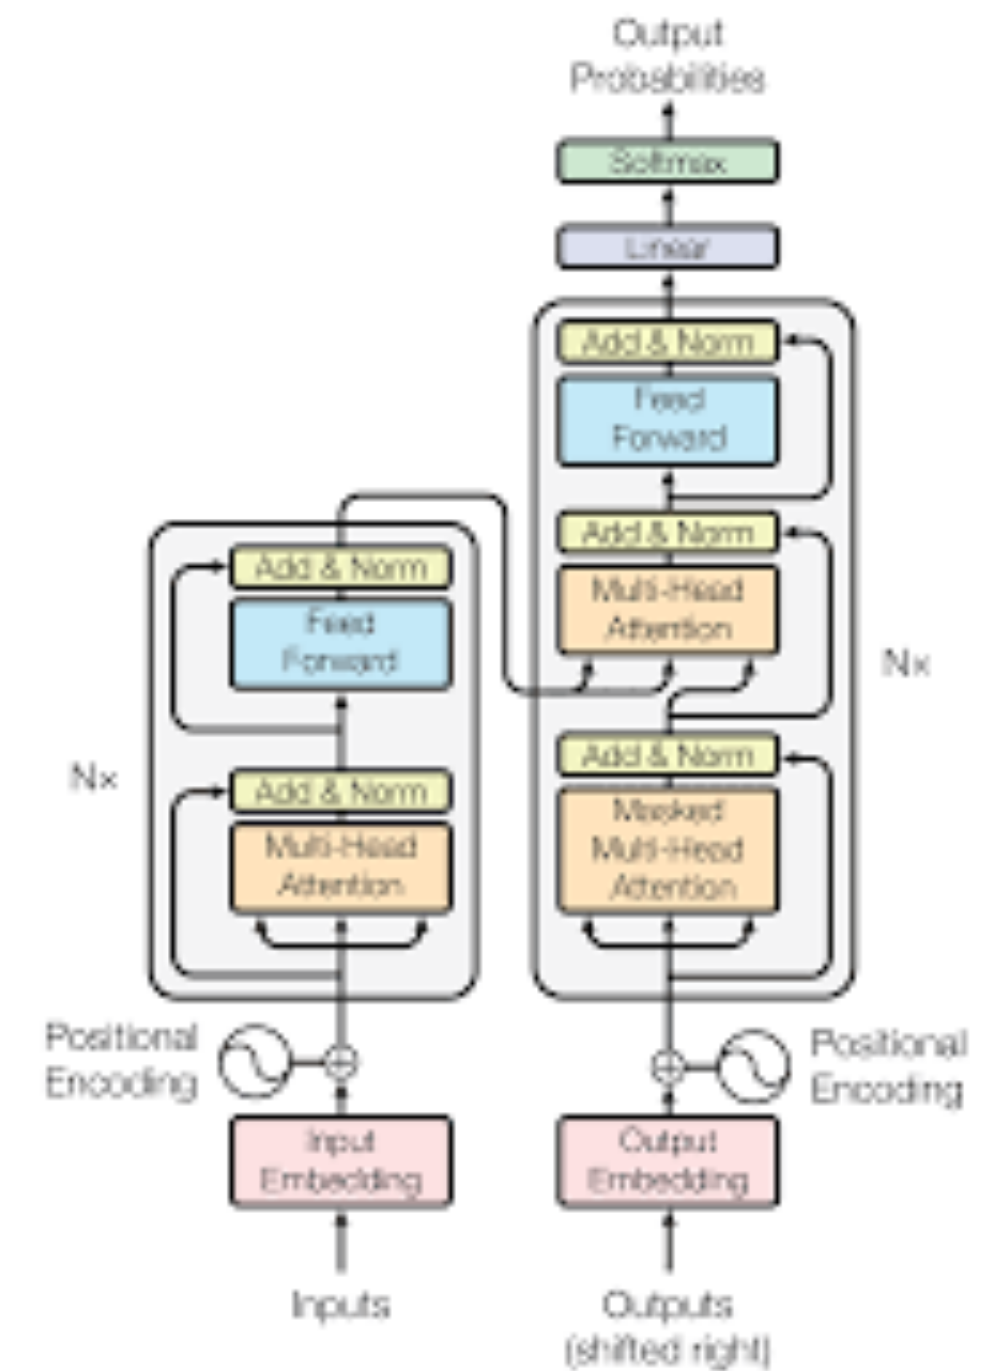 Output
Probabilities
Softmax
Linear
Add & Norm
Feed
Forward
Add & Norm
Multi-Head
Attention
Nx
Add & Norm
Masked
Multi-Head
Attention
Positional
Encoding
Output
Embedding
Outputs
(shifted right)
Add & Norm
Feed
Forward
Nx
Add & Norm
Multi-Head
Attention
Positional
Encoding
Input
Embedding
Inputs